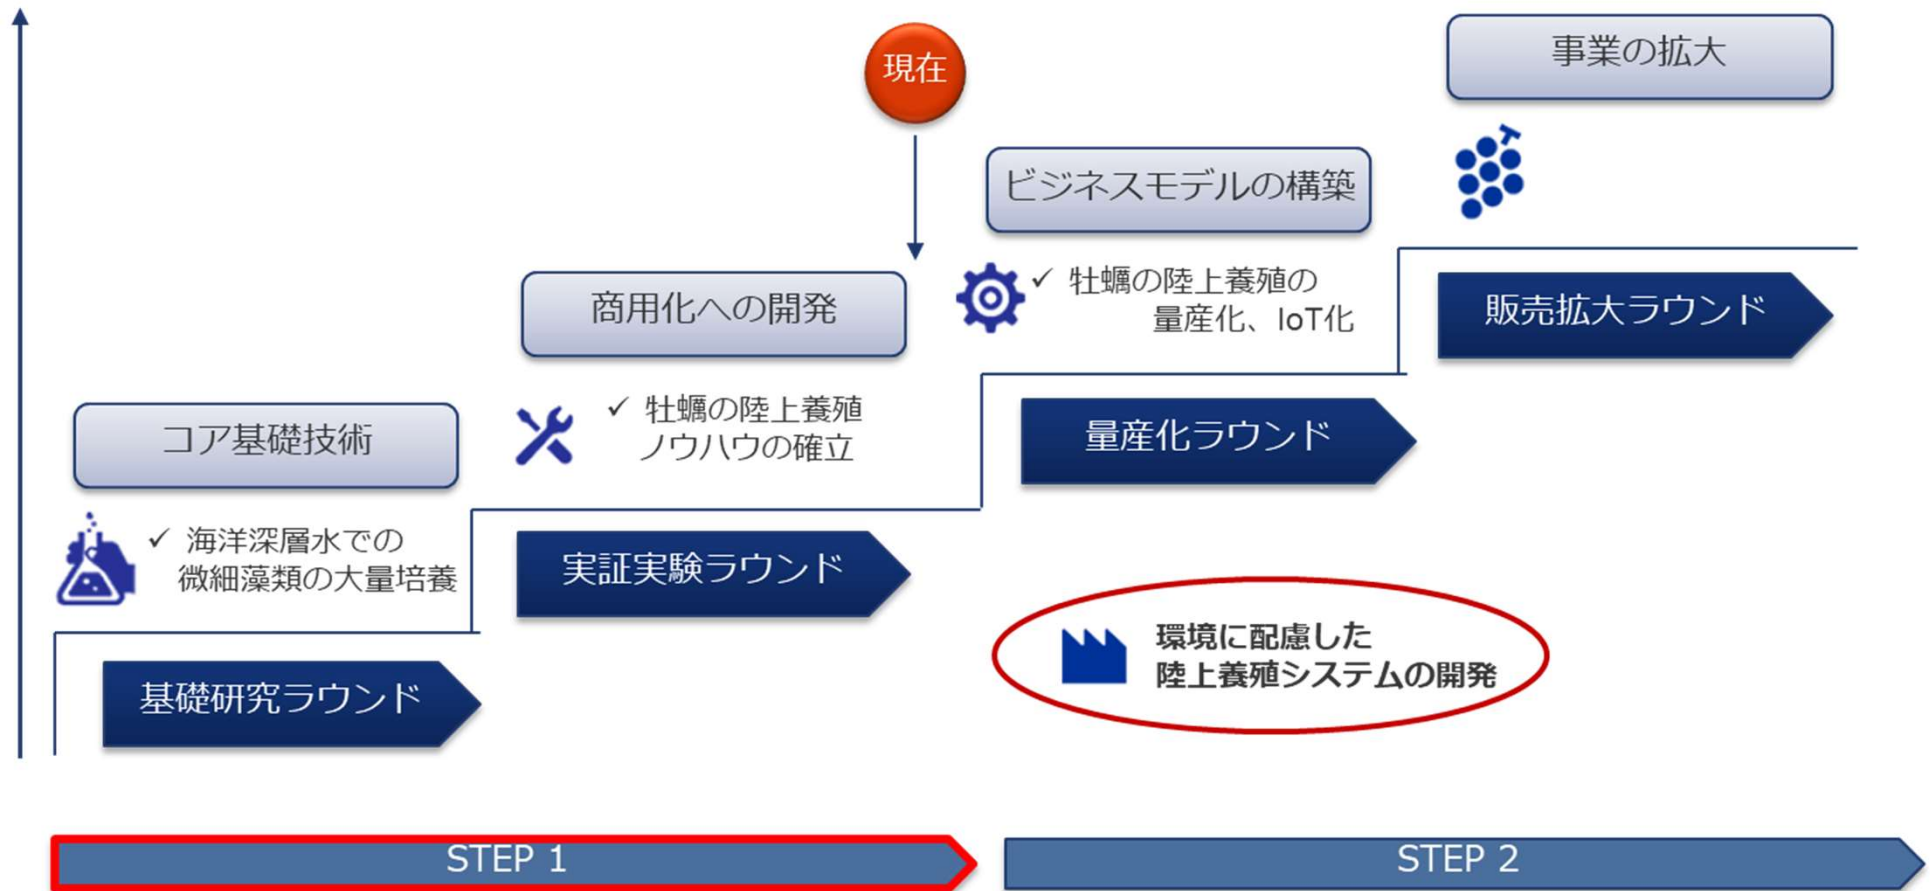 現在
事業の拡大
ビジネスモデルの構築
✓ 牡蠣の陸上養殖の
量産化、IoT化
販売拡大ラウンド
商用化への開発
✓ 牡蠣の陸上養殖
ノウハウの確立
量産化ラウンド
コア基礎技術
✓ 海洋深層水での
微細藻類の大量培養
実証実験ラウンド
環境に配慮した
陸上養殖システムの開発
基礎研究ラウンド
STEP 1
STEP 2